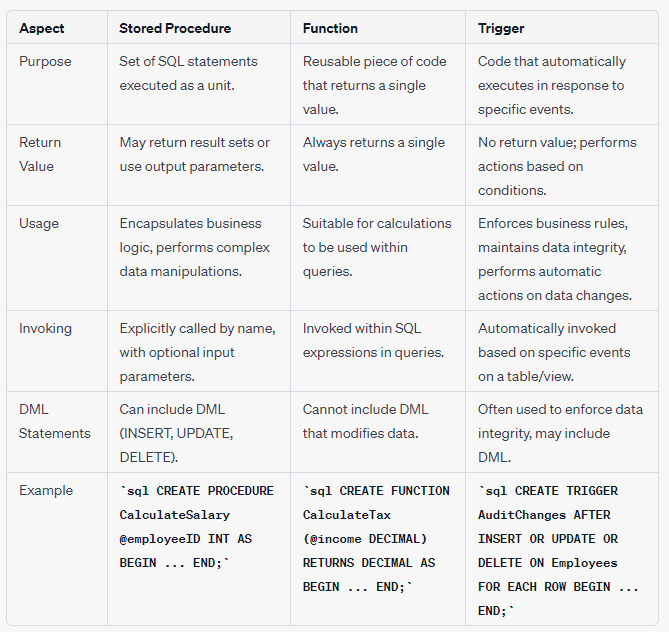 Aspect
Stored Procedure
Function
Trigger
Purpose
Set of SQL statements
executed as a unit.
Reusable piece of code
that returns a single
value.
Code that automatically
executes in response to
specific events.
Return
Value
May return result sets or
use output parameters.
Always returns a single
value.
No return value; performs
actions based on
conditions.
Usage
Encapsulates business
logic, performs complex
data manipulations.
Suitable for calculations
to be used within
queries.
Enforces business rules,
maintains data integrity,
performs automatic
actions on data changes.
Invoking
Explicitly called by name,
with optional input
parameters.
Invoked within SQL
expressions in queries.
Automatically invoked
based on specific events
on a table/view.
DML
Statements
Can include DML
(INSERT, UPDATE,
DELETE).
Cannot include DML
that modifies data.
Often used to enforce data
integrity, may include
DML.
Example
`sql CREATE PROCEDURE
CalculateSalary
@employeeID INT AS
BEGIN ... END;`
`sql CREATE FUNCTION
CalculateTax
(@income DECIMAL)
RETURNS DECIMAL AS
BEGIN ... END;`
`sql CREATE TRIGGER
AuditChanges AFTER
INSERT OR UPDATE OR
DELETE ON Employees
FOR EACH ROW BEGIN ...
END;`